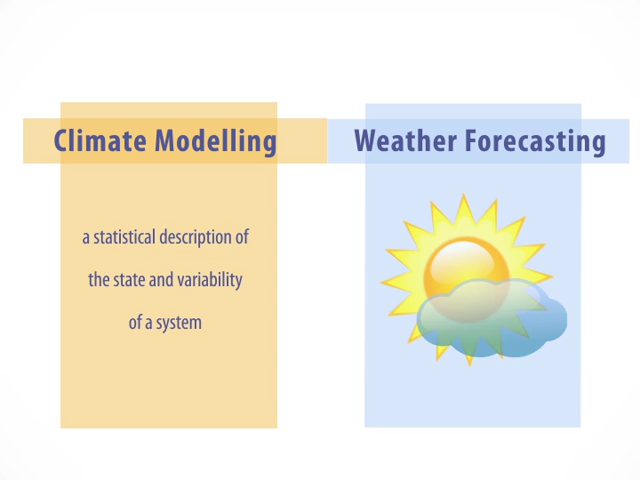 Climate Modelling
Weather Forecasting
a statistical description of
the state and variability
of a system